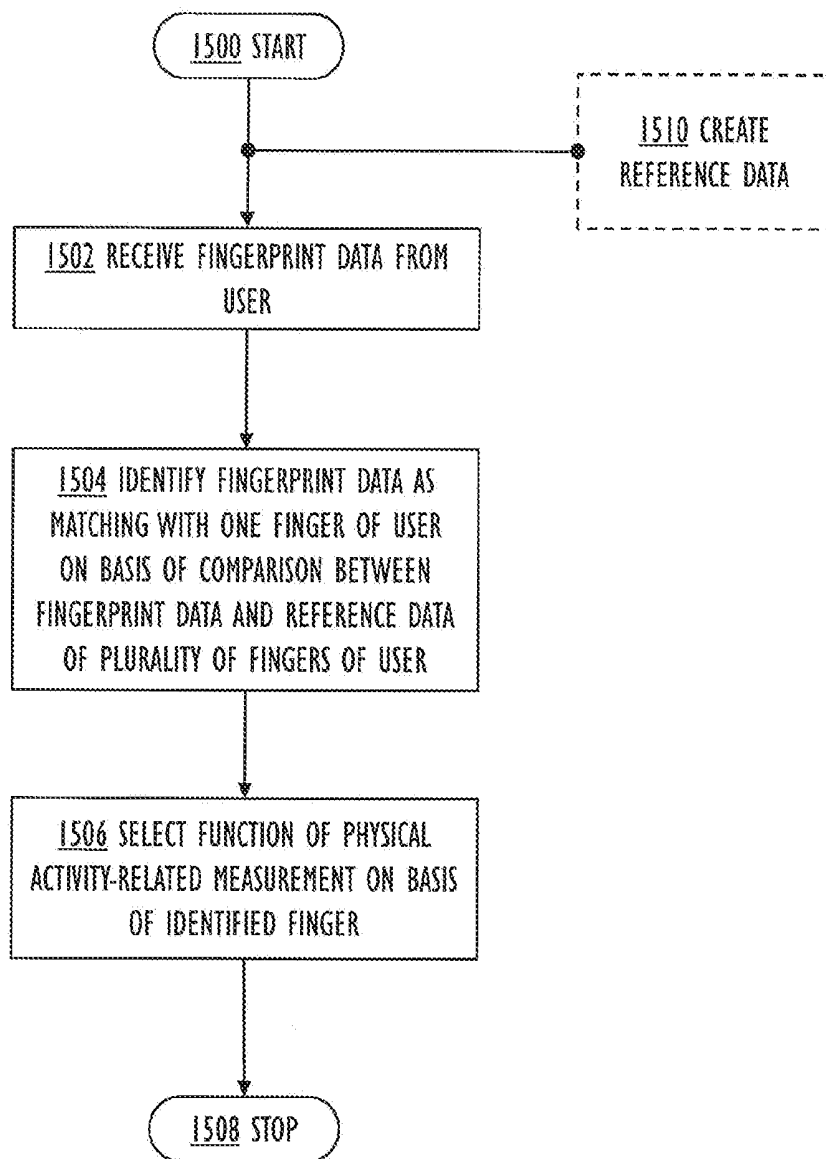 1500 START
1510 CREATE
REFERENCE DATA
1502 RECEIVE FINGERPRINT DATA FROM
USER
1504 IDENTIFY FINGERPRINT DATA AS
MATCHING WITH ONE FINGER OF USER
ON BASIS OF COMPARISON BETWEEN
FINGERPRINT DATA AND REFERENCE DATA
OF PLURALITY OF FINGERS OF USER
1506 SELECT FUNCTION OF PHYSICAL
ACTIVITY-RELATED MEASUREMENT ON BASIS
OF IDENTIFIED FINGER
1508 STOP